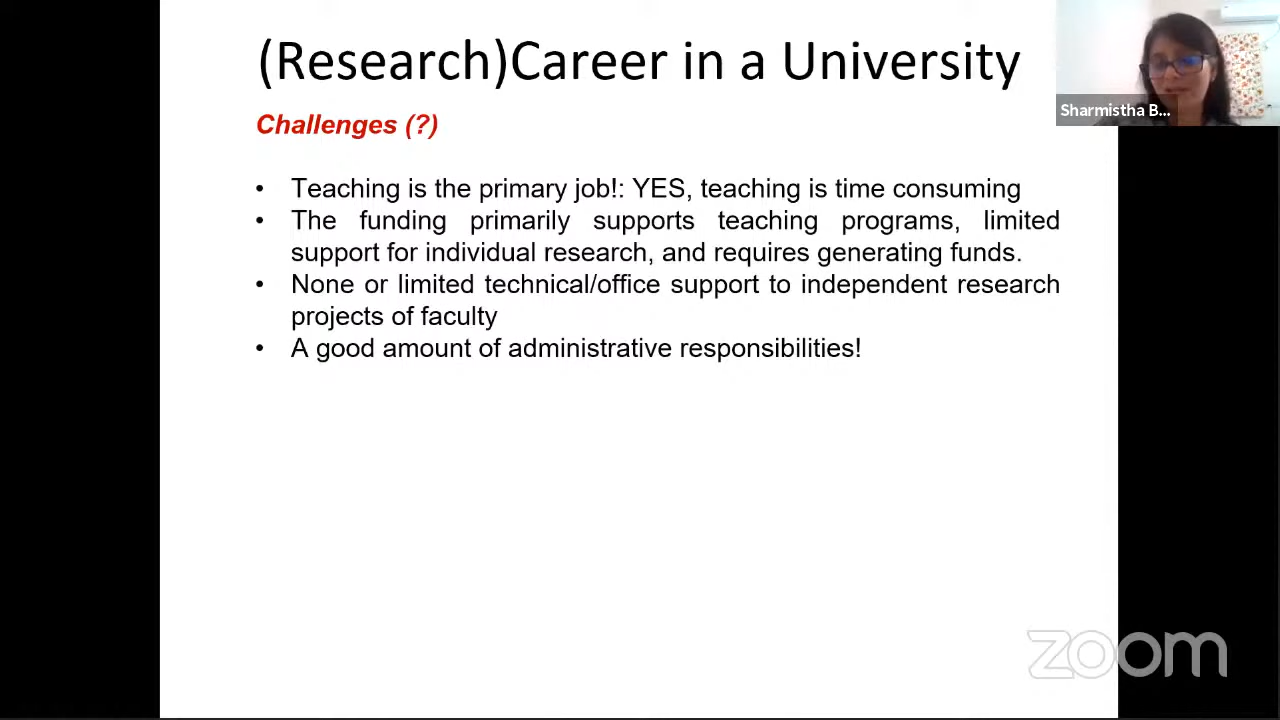 (Research)Career in a University
Challenges (?)
Sharmistha B...
• Teaching is the primary job!: YES, teaching is time consuming
• The funding primarily supports teaching programs, limited
support for individual research, and requires generating funds.
• None or limited technical/office support to independent research
projects of faculty
• A good amount of administrative responsibilities!
zoom